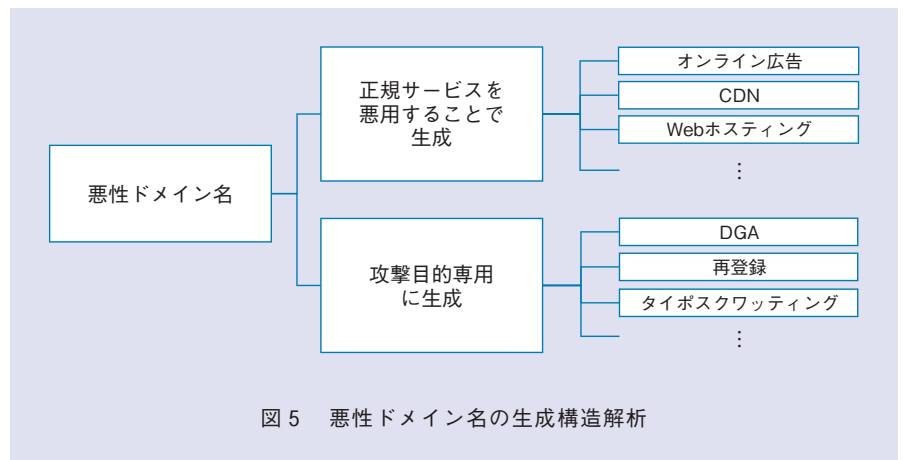 悪性ドメイン名
正規サービスを
悪用することで
生成
オンライン広告
CDN
Webホスティング
⋮
攻撃目的専用
に生成
DGA
再登録
タイポスクワッティング
⋮
図5 悪性ドメイン名の生成構造解析